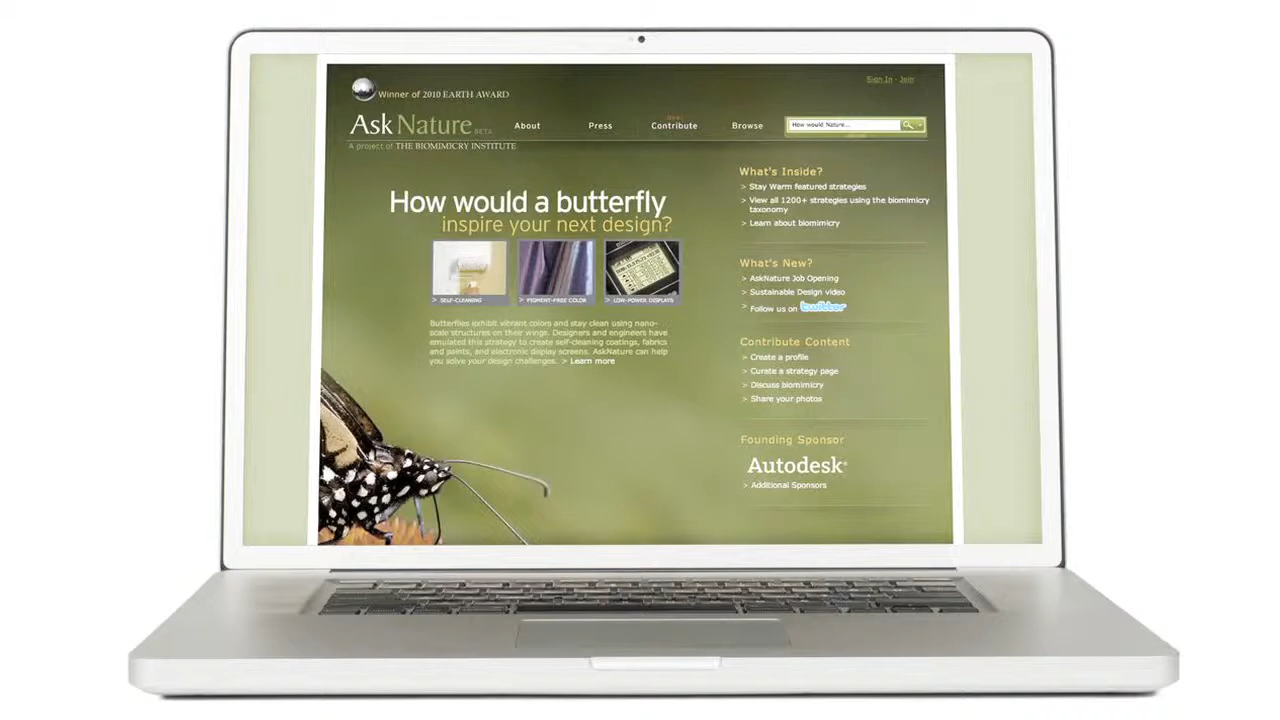 Sign In - Join
Winner of 2010 EARTH AWARD
Ask Nature BETA
About
Press
New!
Contribute
Browse
How would Nature...
A project of THE BIOMIMICRY INSTITUTE
How would a butterfly
inspire your next design?
> SELF-CLEANING
> PIGMENT-FREE COLOR
> LOW-POWER DISPLAYS
Butterflies exhibit vibrant colors and stay clean using nano-
scale structures on their wings. Designers and engineers have
emulated this strategy to create self-cleaning coatings, fabrics
and paints, and electronic display screens. AskNature can help
you solve your design challenges. > Learn more
What's Inside?
> Stay Warm featured strategies
> View all 1200+ strategies using the biomimicry
taxonomy
> Learn about biomimicry
What's New?
> AskNature Job Opening
> Sustainable Design video
> Follow us on twitter
Contribute Content
> Create a profile
> Curate a strategy page
> Discuss biomimicry
> Share your photos
Founding Sponsor
Autodesk®
> Additional Sponsors